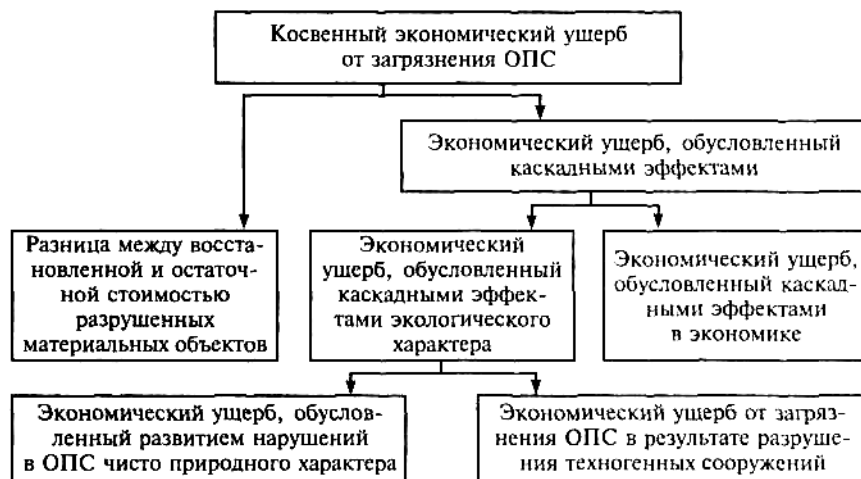 Косвенный экономический ушерб
от загрязнения ОПС
Экономический ущерб, обусловленный
каскадными эффектами
Разница между восста-
новленной и остаточ-
ной стоимостью
разрушенных
материальных объектов
Экономический
ущерб, обусловленный
каскадными эффек-
тами экологического
характера
Экономический ущерб,
обусловленный каскад-
ными эффектами
в экономике
Экономический ущерб, обуслов-
ленный развитием нарушений
в ОПС чисто природного характера
Экономический ущерб от загряз-
нения ОПС в результате разруше-
ния техногенных сооружений